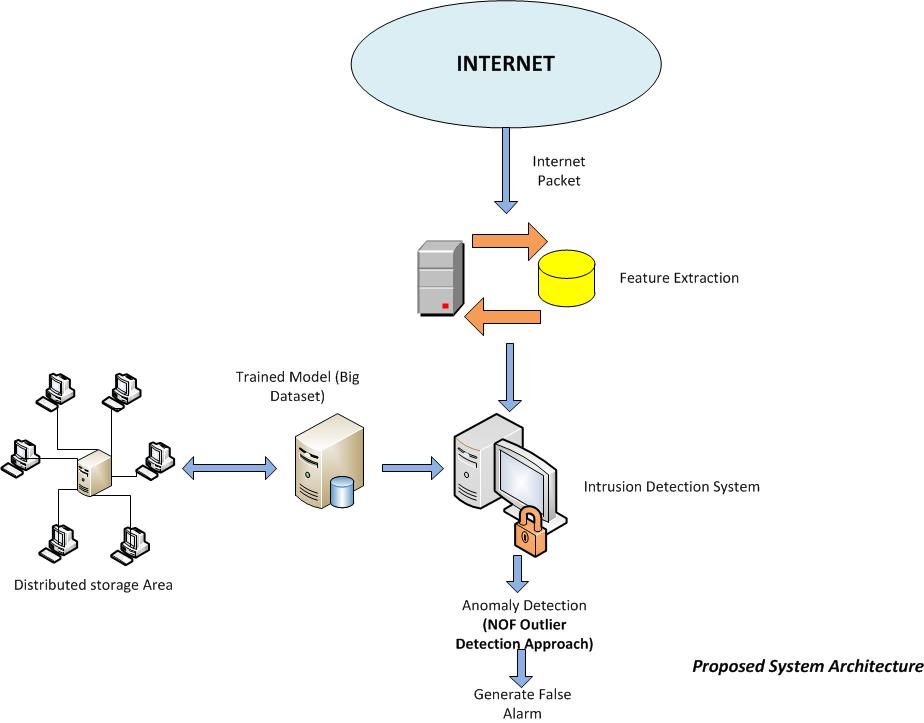 INTERNET
Internet
Packet
Feature Extraction
Trained Model (Big
Dataset)
Intrusion Detection System
Distributed storage Area
Anomaly Detection
(NOF Outlier
Detection Approach)
Proposed System Architecture
Generate False
Alarm